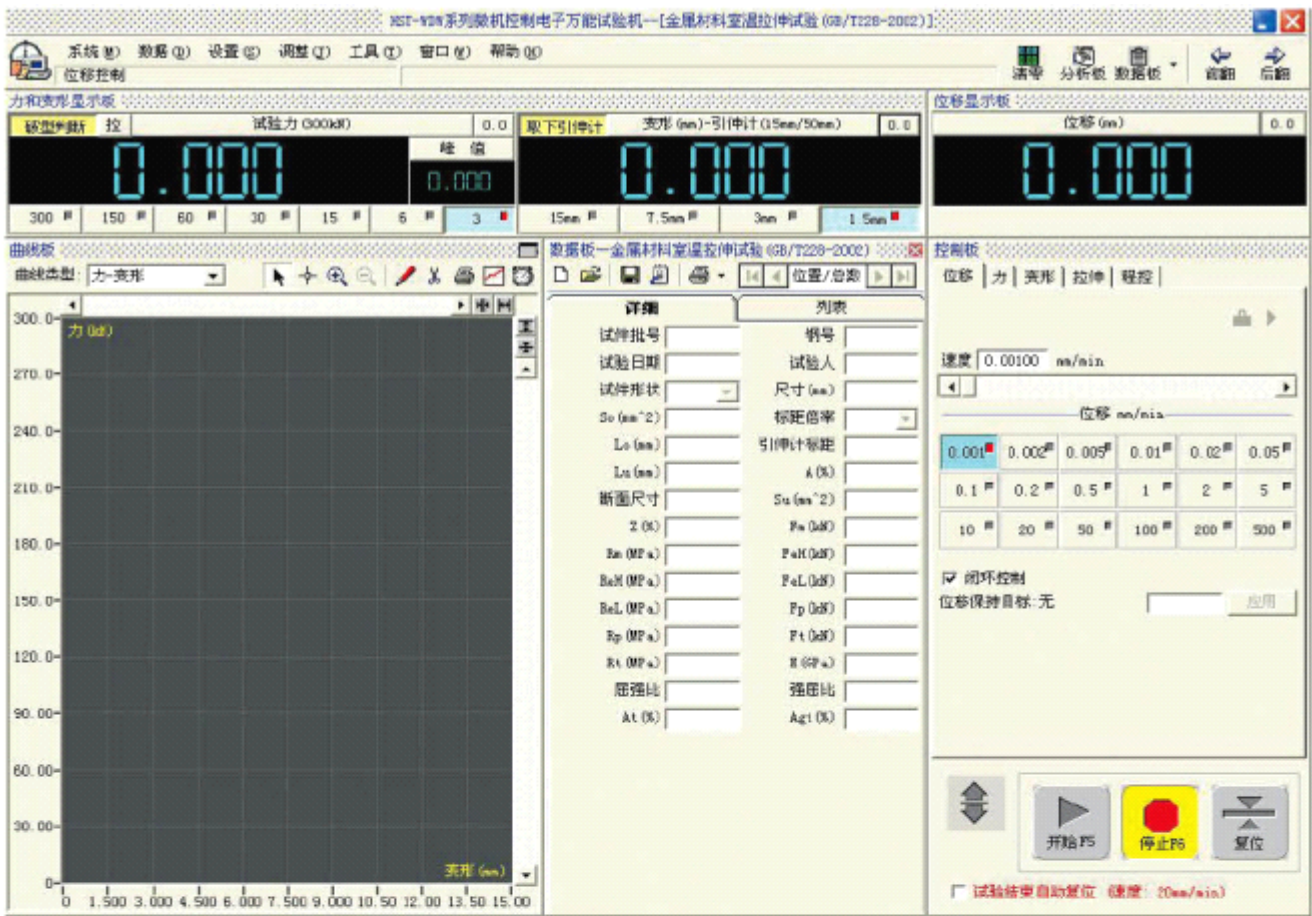 MST-WDW系列微机控制电子万能试验机--[金属材料室温拉伸试验(GB/T228-2002)]
系统(M) 数据(D) 设置(S) 调整(J) 工具(T) 窗口(W) 帮助(H)
位移控制
清零 分析板 数据板 前翻 后翻
力和变形显示板
破型判断 控 试验力(300kN) 0.0
峰 值
0.000 0.000
300 150 60 30 15 6 3
取下引伸计 变形(mm)-引伸计(15mm/50mm) 0.0
0.000
15mm 7.5mm 3mm 1.5mm
位移显示板
位移(mm) 0.0
0.000
曲线板
曲线类型: 力-变形
力(kN)
300.0
270.0
240.0
210.0
180.0
150.0
120.0
90.00
60.00
30.00
0
变形(mm)
0 1.500 3.000 4.500 6.000 7.500 9.000 10.50 12.00 13.50 15.00
数据板—金属材料室温拉伸试验(GB/T228-2002)
位置/总数
详细 列表
试件批号 钢号
试验日期 试验人
试件形状 尺寸(mm)
So(mm^2) 标距倍率
Lo(mm) 引伸计标距
Lu(mm) A(%)
断面尺寸 Su(mm^2)
Z(%) Fm(kN)
Rm(MPa) FeH(kN)
ReH(MPa) FeL(kN)
ReL(MPa) Fp(kN)
Rp(MPa) Ft(kN)
Rt(MPa) E(GPa)
屈强比 强屈比
At(%) Agt(%)
控制板
位移 力 变形 拉伸 程控
速度 0.00100 mm/min
位移 mm/min
0.001 0.002 0.005 0.01 0.02 0.05
0.1 0.2 0.5 1 2 5
10 20 50 100 200 500
闭环控制
位移保持目标:无 应用
开始F5 停止F6 复位
试验结束自动复位 (速度: 20mm/min)